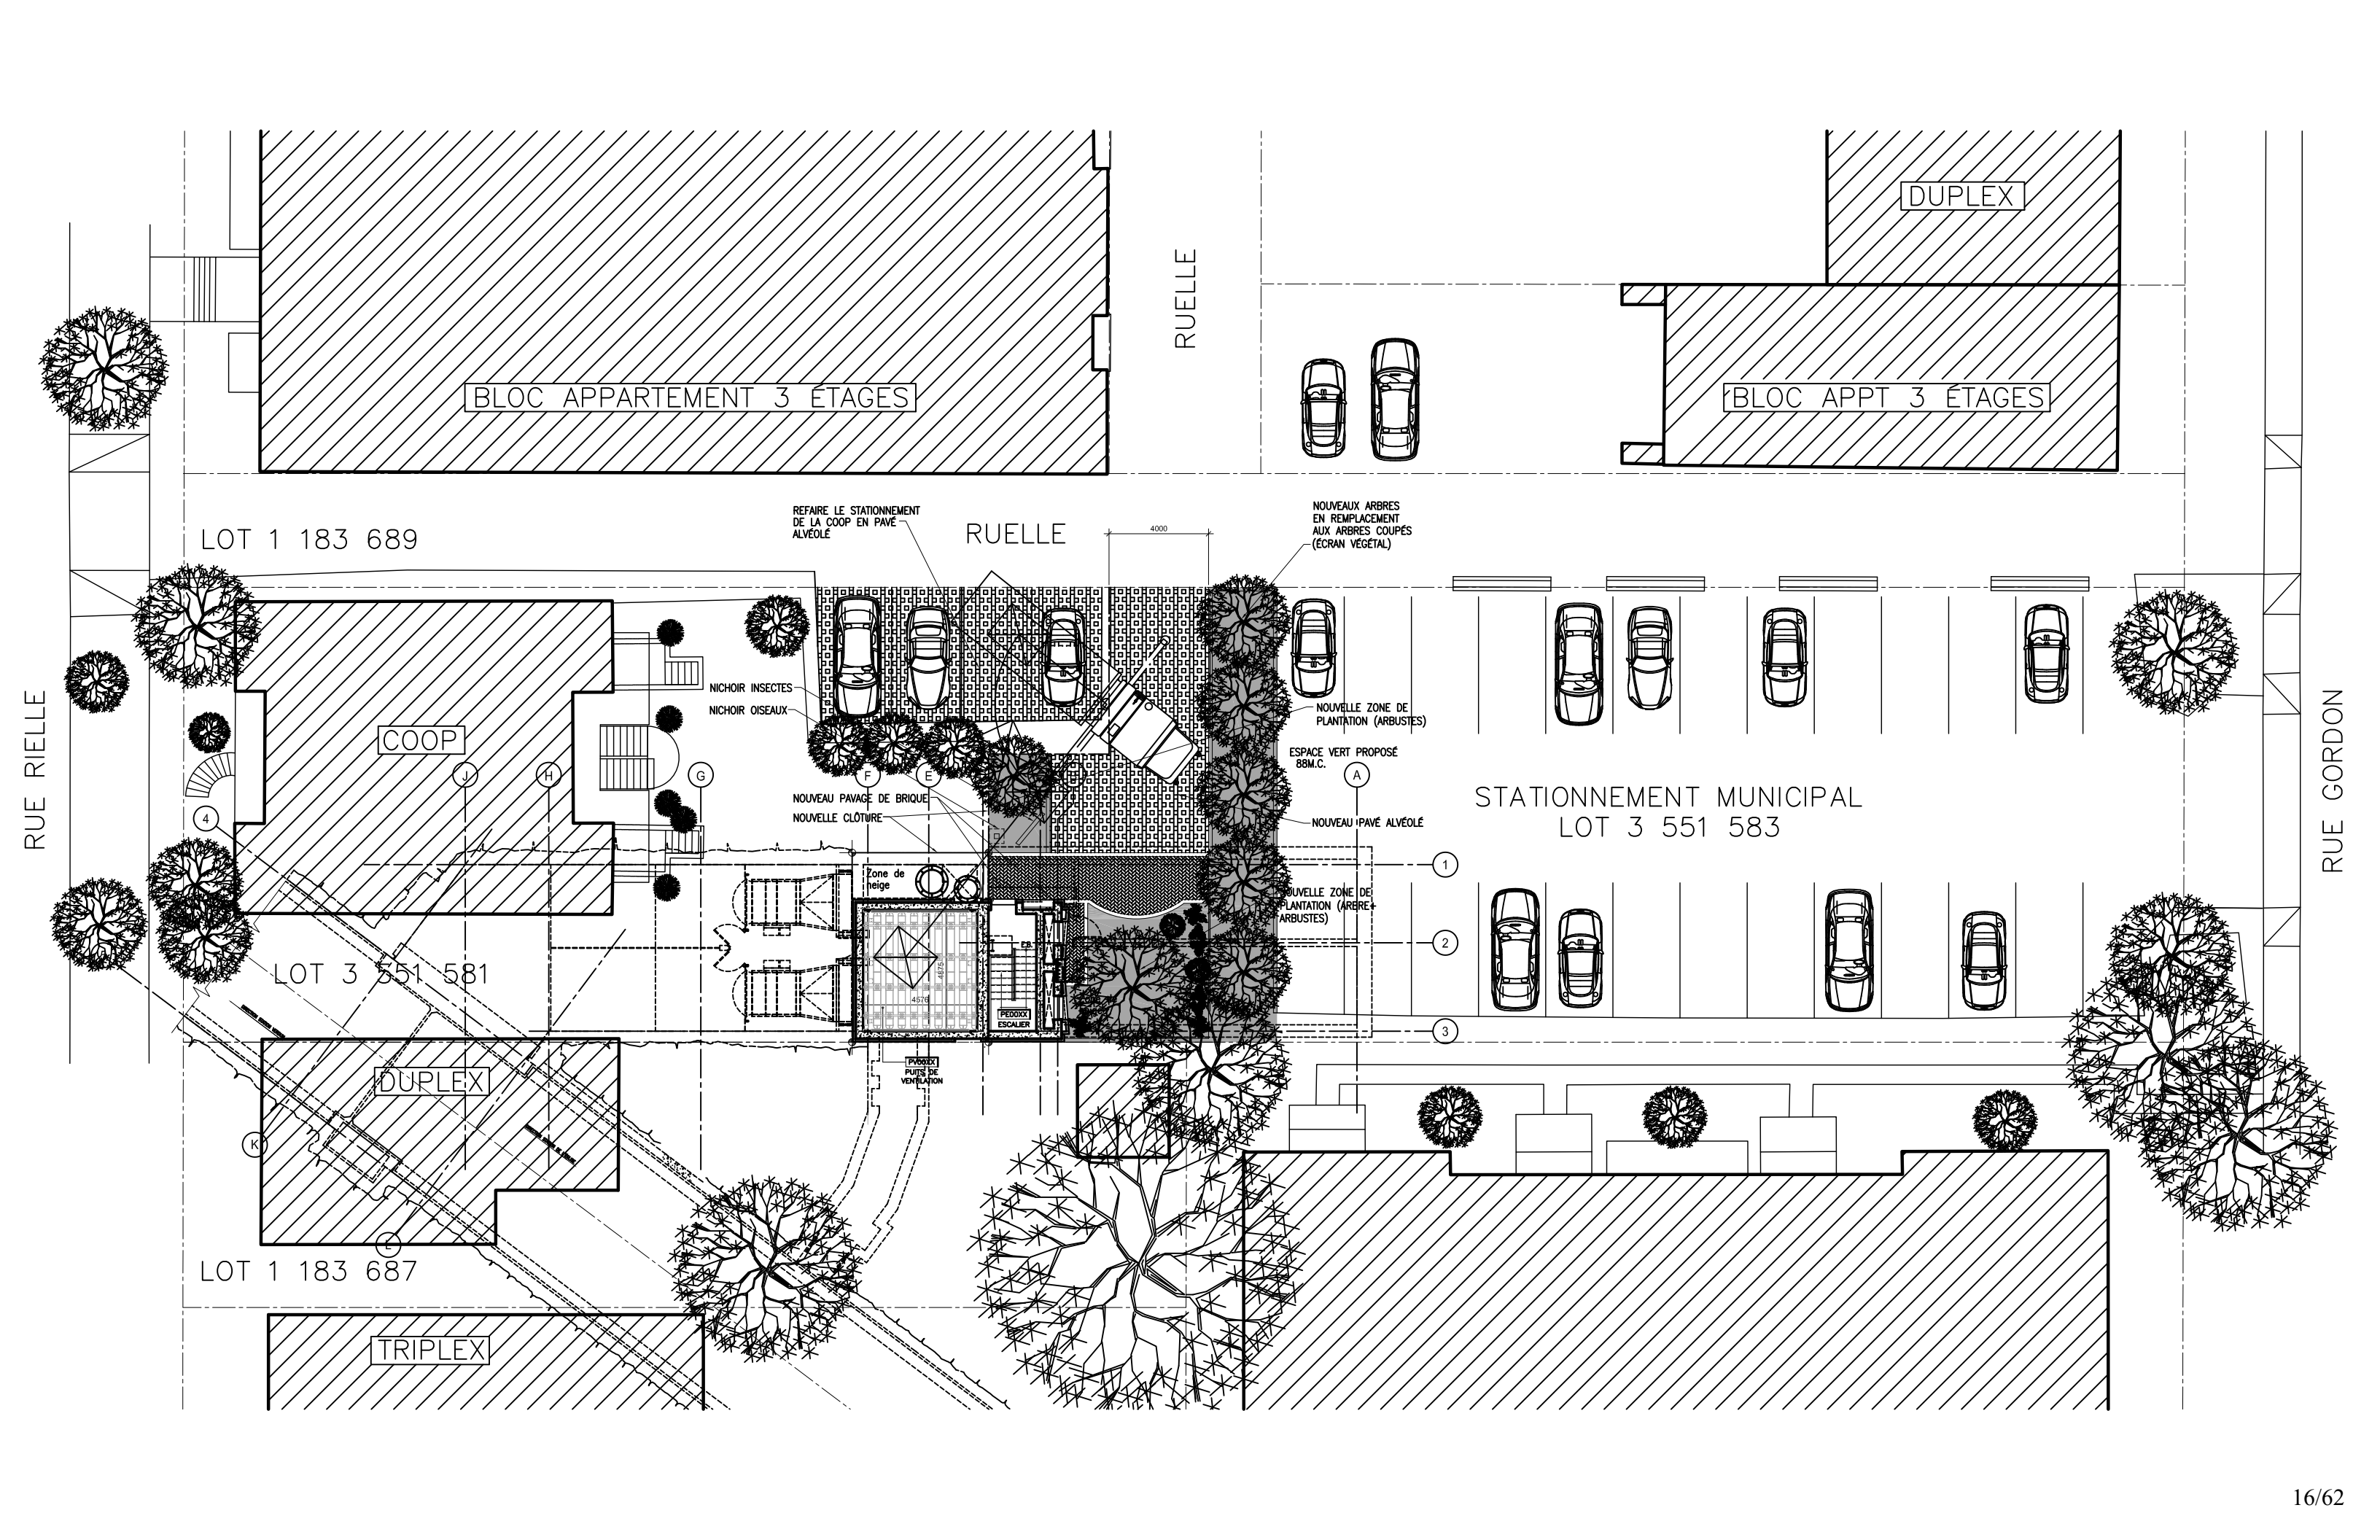 DUPLEX
RUELLE
BLOC APPARTEMENT 3 ÉTAGES
BLOC APPT 3 ÉTAGES
REFAIRE LE STATIONNEMENT
DE LA COOP EN PAVÉ
ALVÉOLÉ
RUELLE
4000
NOUVEAUX ARBRES
EN REMPLACEMENT
AUX ARBRES COUPÉS
(ÉCRAN VÉGÉTAL)
LOT 1 183 689
NICHOIR INSECTES
NICHOIR OISEAUX
NOUVELLE ZONE DE
PLANTATION (ARBUSTES)
RUE RIELLE
COOP
ESPACE VERT PROPOSÉ
88M.C.
J
H
G
F
E
A
NOUVEAU PAVAGE DE BRIQUE
NOUVELLE CLÔTURE
STATIONNEMENT MUNICIPAL
LOT 3 551 583
RUE GORDON
4
NOUVEAU PAVÉ ALVÉOLÉ
1
Zone de
neige
NOUVELLE ZONE DE
PLANTATION (ARBRE+
ARBUSTES)
2
LOT 3 551 581
4875
4576
PE00XX
ESCALIER
3
PV00XX
PUITS DE
VENTILATION
DUPLEX
K
L
LOT 1 183 687
TRIPLEX
16/62